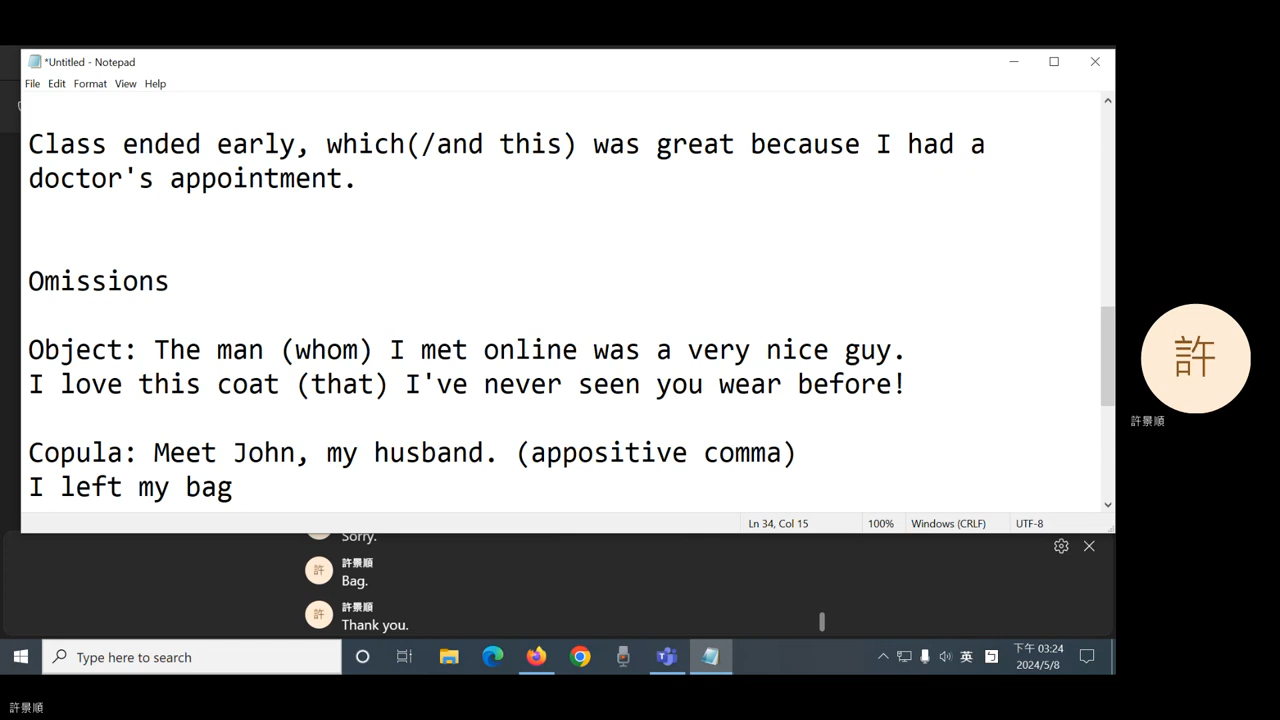 *Untitled - Notepad
File Edit Format View Help
Class ended early, which(/and this) was great because I had a
doctor's appointment.
Omissions
Object: The man (whom) I met online was a very nice guy.
I love this coat (that) I've never seen you wear before!
Copula: Meet John, my husband. (appositive comma)
I left my bag
Ln 34, Col 15 100% Windows (CRLF) UTF-8
許
許景順
Sorry.
許 許景順
Bag.
許 許景順
Thank you.
Type here to search
英
下午 03:24
2024/5/8
許景順